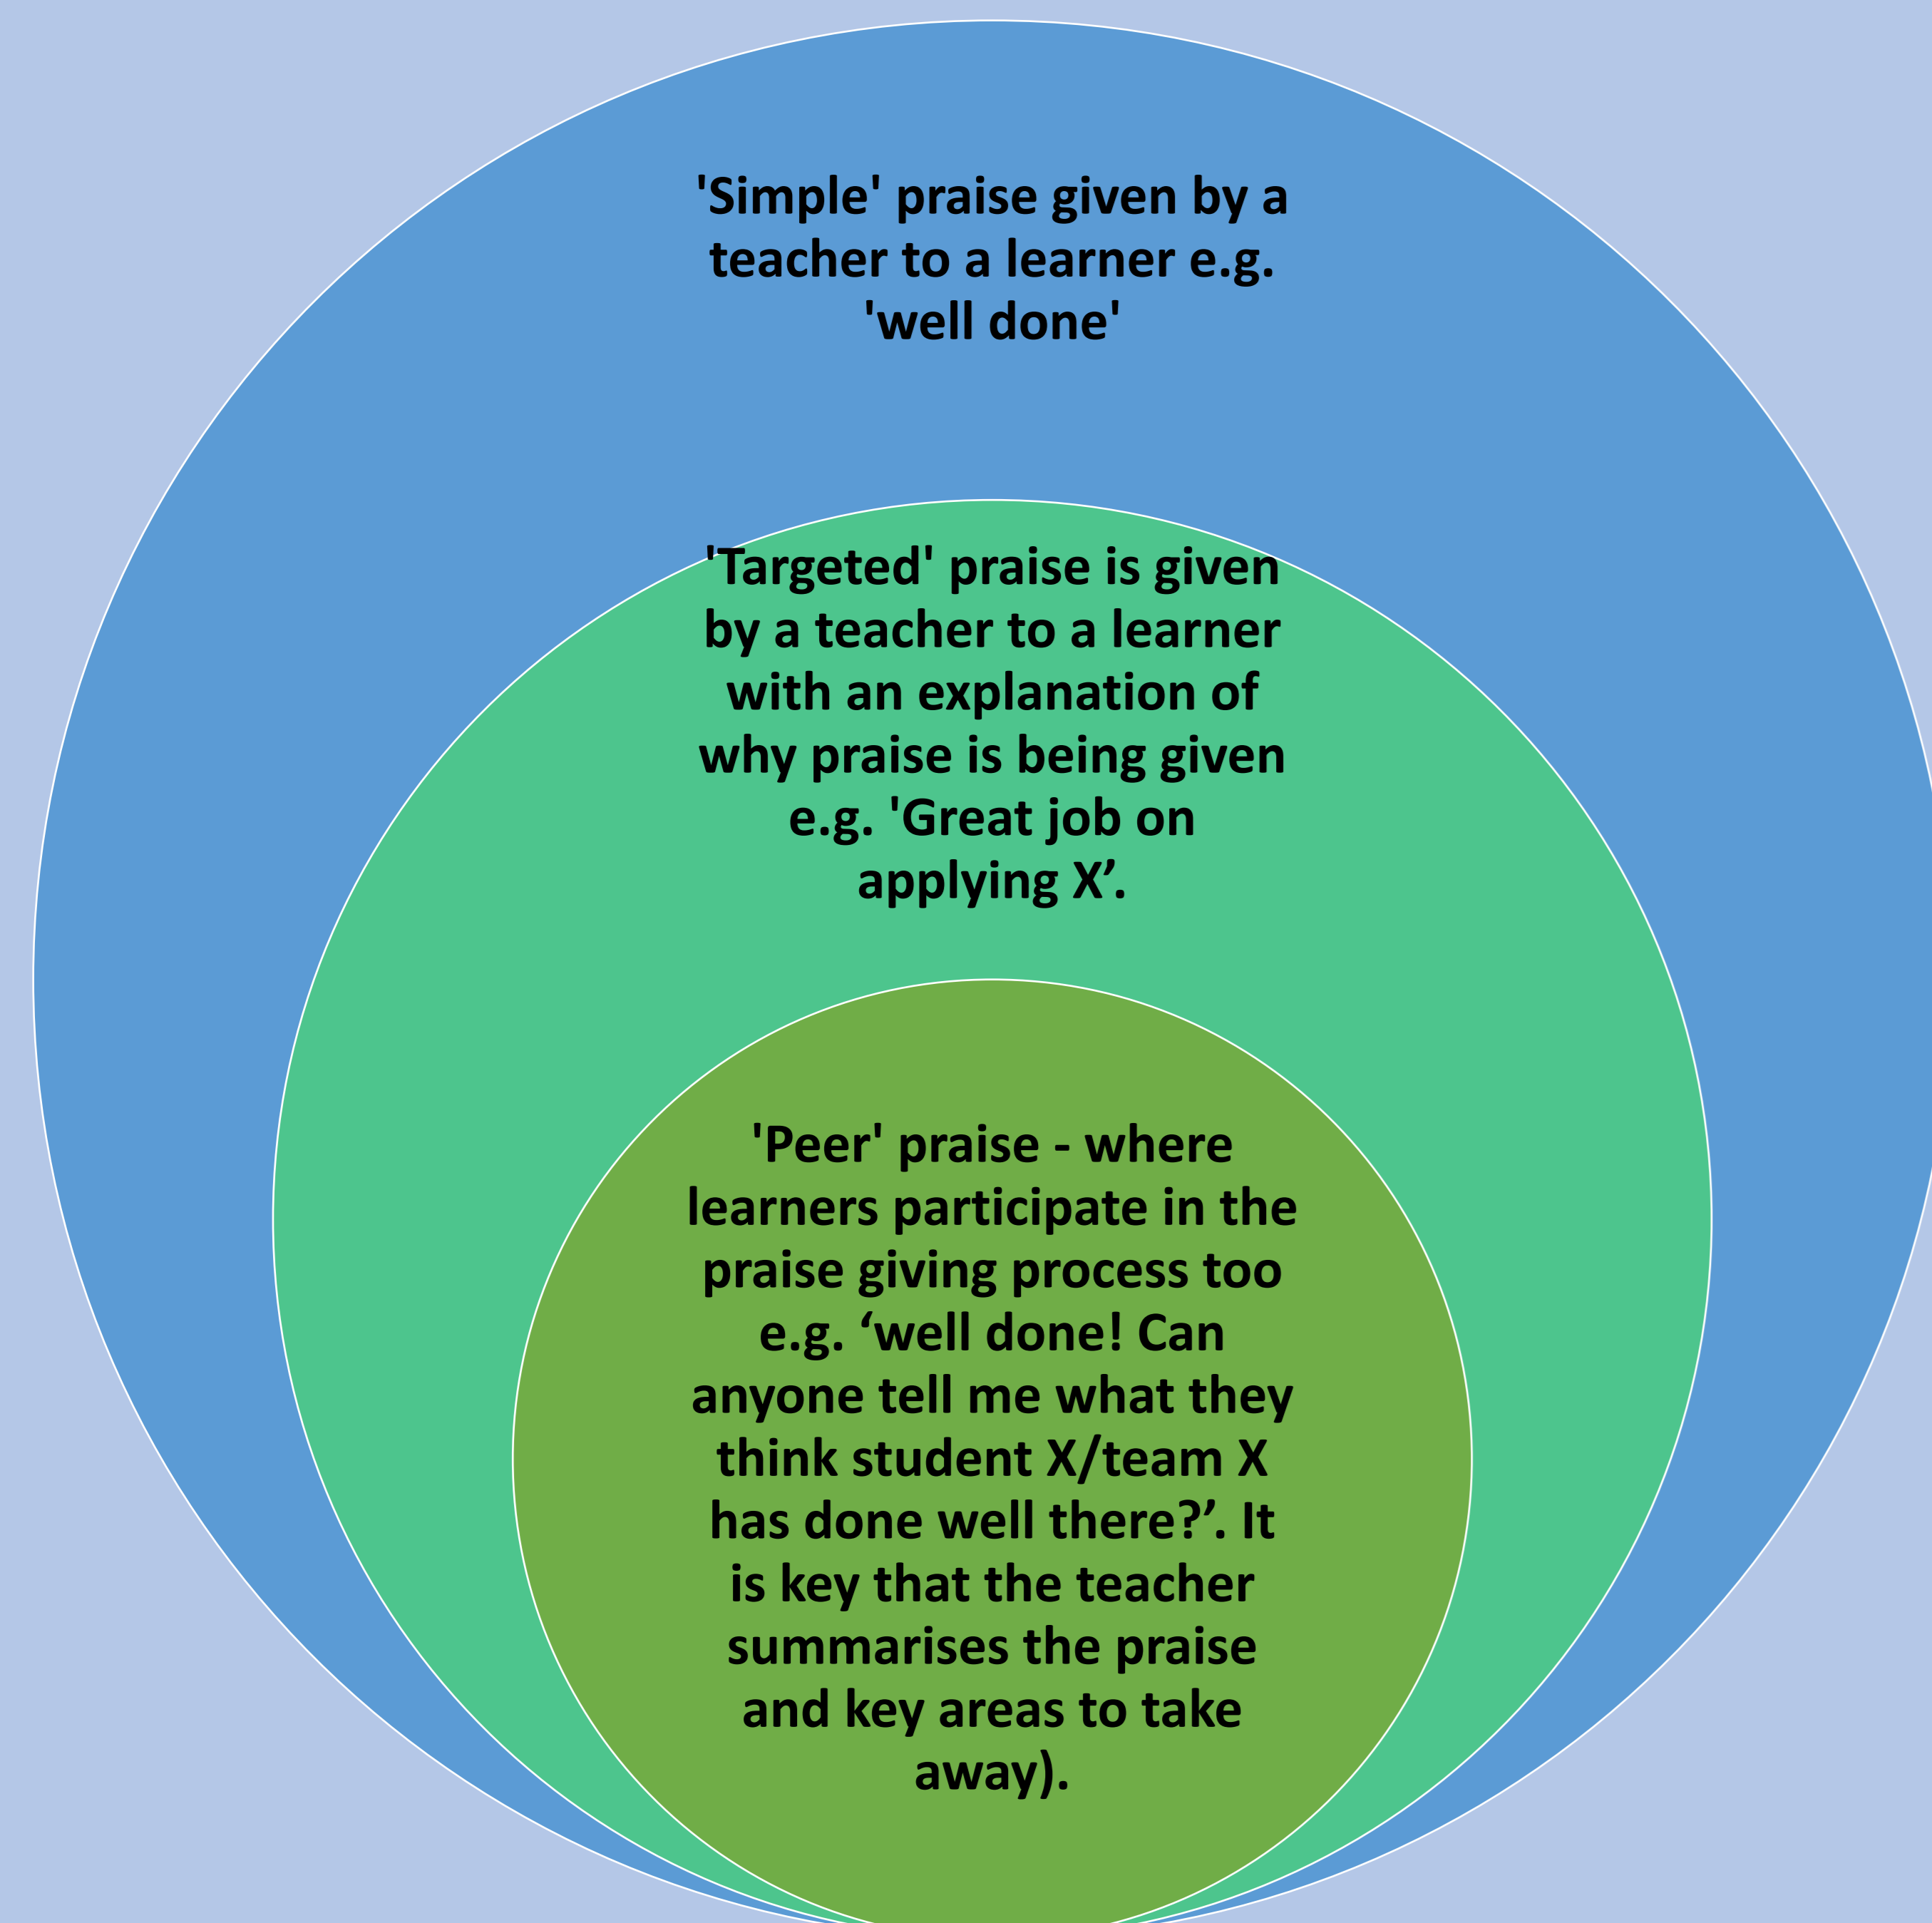 'Simple' praise given by a
teacher to a learner e.g.
'well done'
'Targeted' praise is given
by a teacher to a learner
with an explanation of
why praise is being given
e.g. 'Great job on
applying X’.
'Peer' praise - where
learners participate in the
praise giving process too
e.g. ‘well done! Can
anyone tell me what they
think student X/team X
has done well there?’. It
is key that the teacher
summarises the praise
and key areas to take
away).